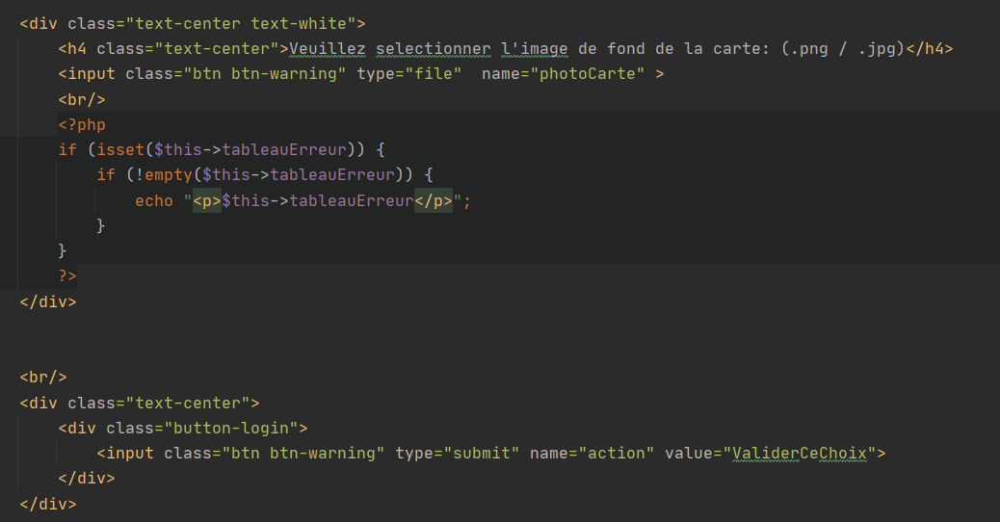 <div class="text-center text-white">
<h4 class="text-center">Veuillez selectionner l'image de fond de la carte: (.png / .jpg)</h4>
<input class="btn btn-warning" type="file"  name="photoCarte" >
<br/>
<?php
if (isset($this->tableauErreur)) {
if (!empty($this->tableauErreur)) {
echo "<p>$this->tableauErreur</p>";
}
}
?>
</div>
<br/>
<div class="text-center">
<div class="button-login">
<input class="btn btn-warning" type="submit" name="action" value="ValiderCeChoix">
</div>
</div>